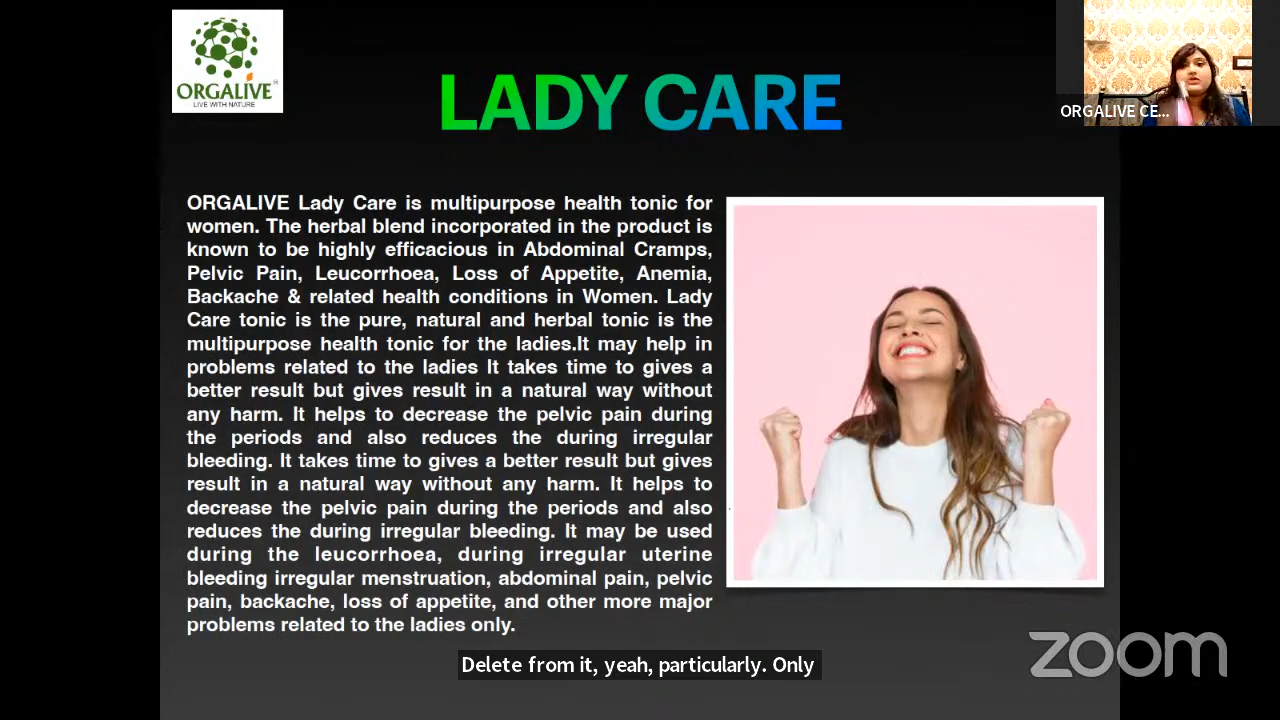 ORGALIVE
LIVE WITH NATURE
LADY CARE
ORGALIVE CE...
ORGALIVE Lady Care is multipurpose health tonic for
women. The herbal blend incorporated in the product is
known to be highly efficacious in Abdominal Cramps,
Pelvic Pain, Leucorrhoea, Loss of Appetite, Anemia,
Backache & related health conditions in Women. Lady
Care tonic is the pure, natural and herbal tonic is the
multipurpose health tonic for the ladies.It may help in
problems related to the ladies It takes time to gives a
better result but gives result in a natural way without
any harm. It helps to decrease the pelvic pain during
the periods and also reduces the during irregular
bleeding. It takes time to gives a better result but gives
result in a natural way without any harm. It helps to
decrease the pelvic pain during the periods and also
reduces the during irregular bleeding. It may be used
during the leucorrhoea, during irregular uterine
bleeding irregular menstruation, abdominal pain, pelvic
pain, backache, loss of appetite, and other more major
problems related to the ladies only.
Delete from it, yeah, particularly. Only
zoom